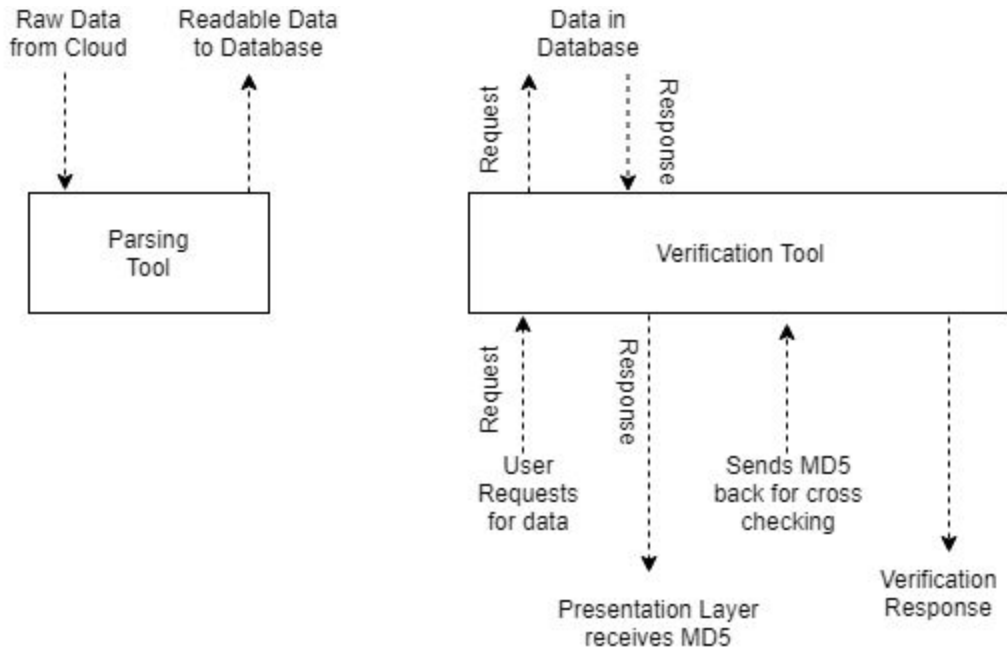 Raw Data
from Cloud
Readable Data
to Database
Data in
Database
Request
Response
Parsing
Tool
Verification Tool
Request
Response
User
Requests
for data
Sends MD5
back for cross
checking
Presentation Layer
receives MD5
Verification
Response